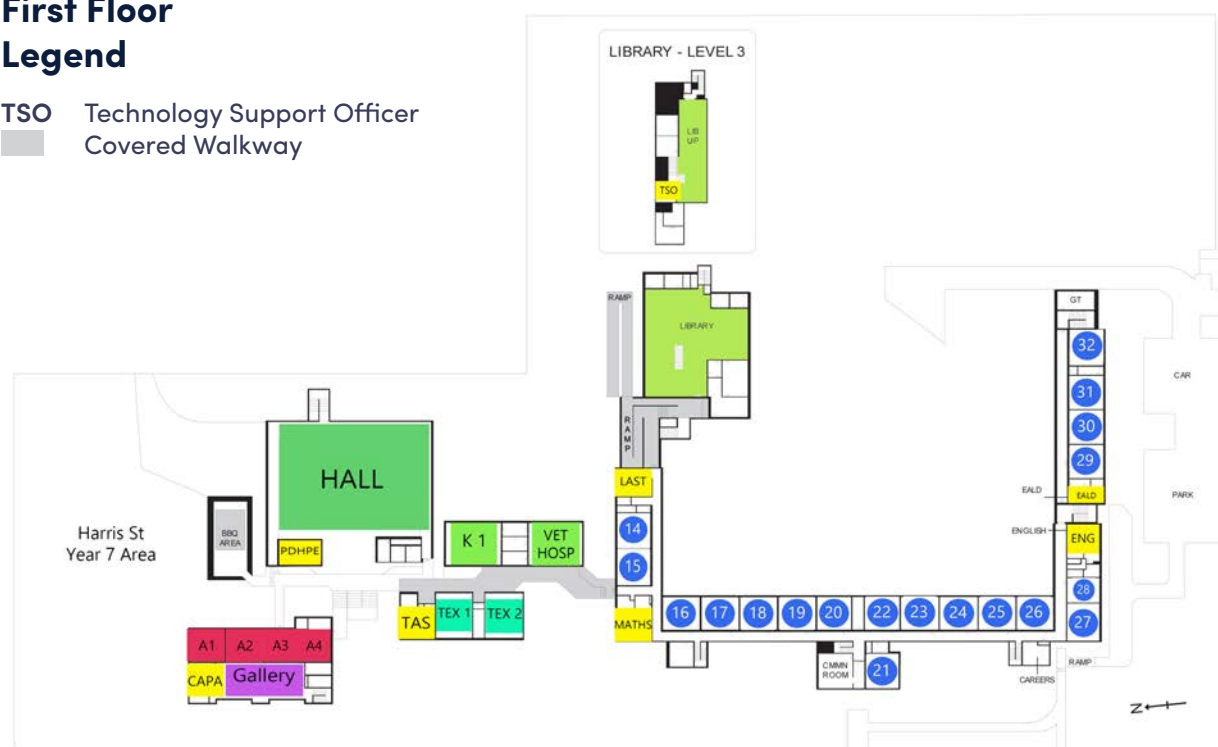 First Floor
Legend
TSO Technology Support Officer
Covered Walkway
LIBRARY - LEVEL 3
LIB
UP
TSO
RAMP
LIBRARY
RAMP
LAST
14
15
MATHS
GT
32
31
30
29
EALD
EALD
ENGLISH
ENG
28
27
CAR
PARK
HALL
PDHPE
BBQ
AREA
Harris St
Year 7 Area
K 1
VET
HOSP
TAS
TEX 1
TEX 2
16
17
18
19
20
22
23
24
25
26
A1
A2
A3
A4
CAPA
Gallery
CMMN
ROOM
21
CAREERS
RAMP
N